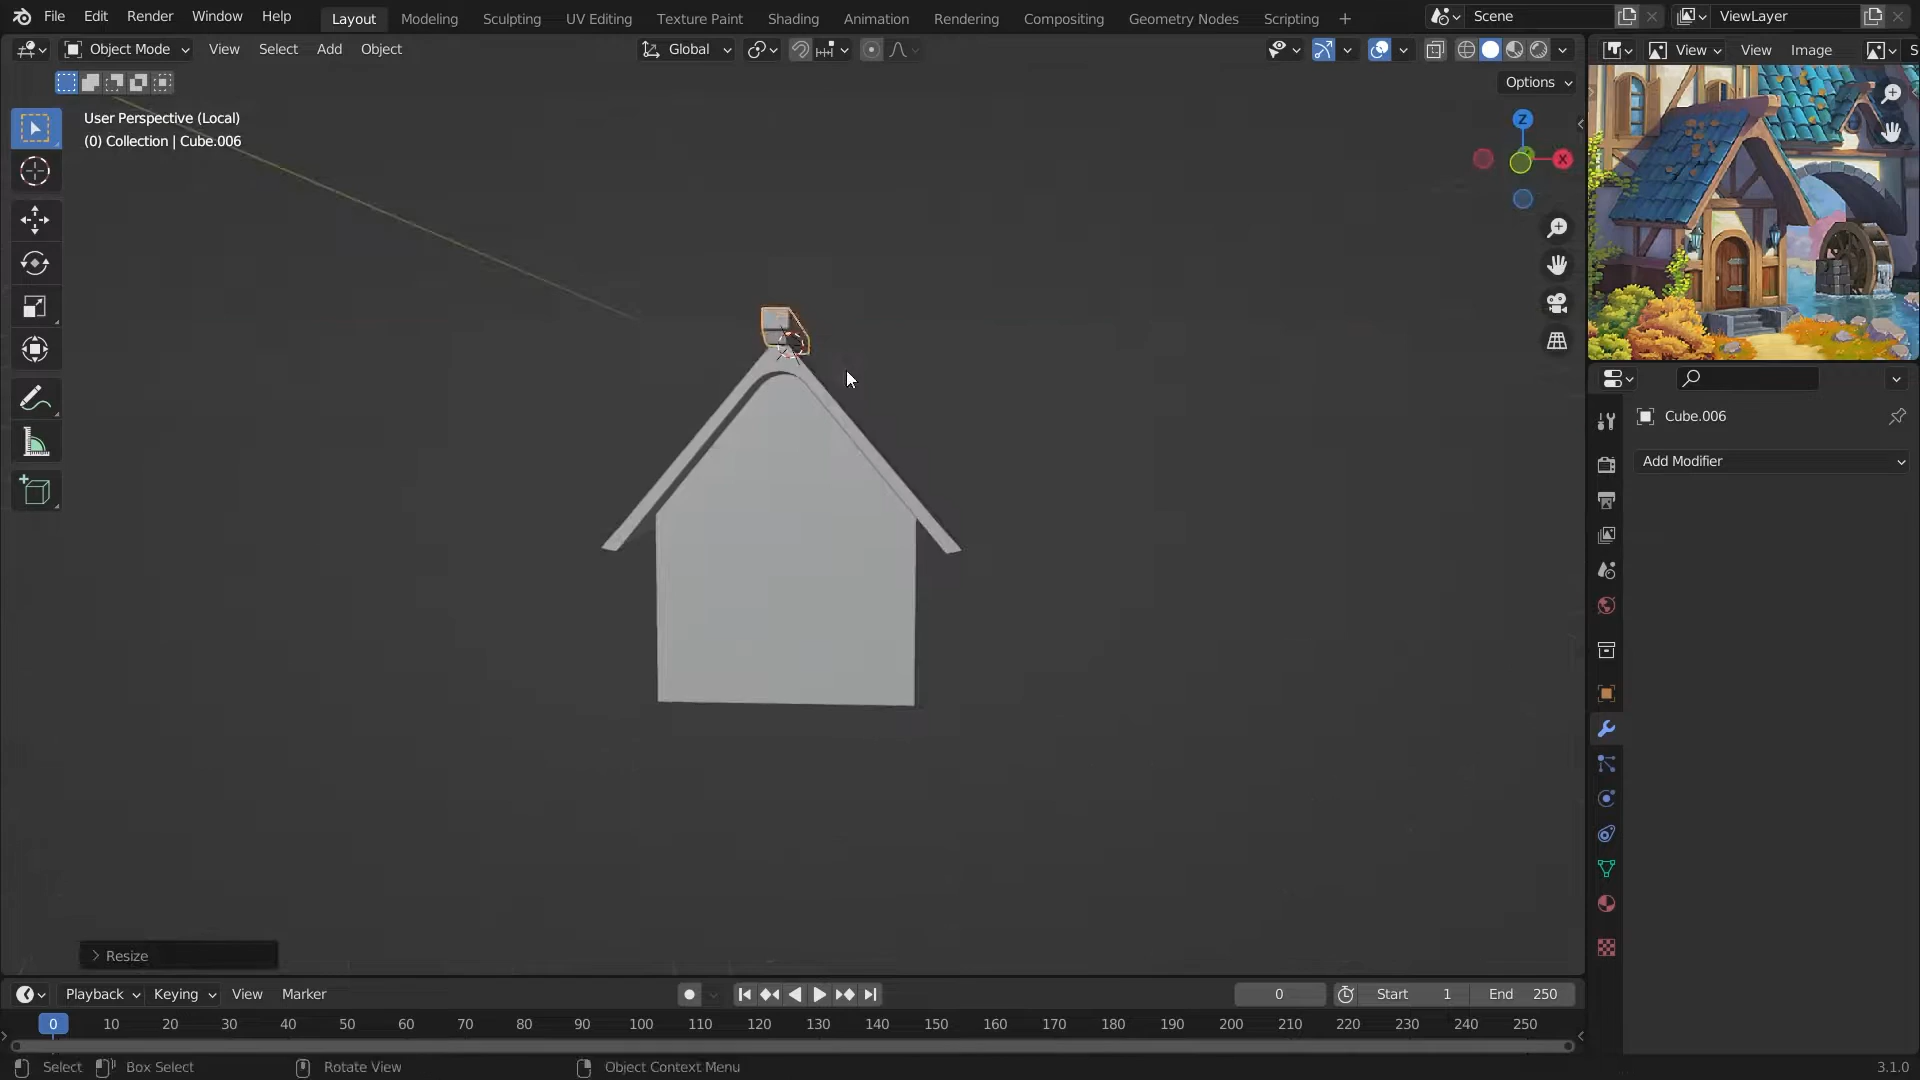 File Edit Render Window Help Layout Modeling Sculpting UV Editing Texture Paint Shading Animation Rendering Compositing Geometry Nodes Scripting + Scene ViewLayer
Object Mode View Select Add Object Global View View Image S
Options
User Perspective (Local)
(0) Collection | Cube.006
Z
X
Cube.006
Add Modifier
Resize
Playback Keying View Marker 0 Start 1 End 250
0 10 20 30 40 50 60 70 80 90 100 110 120 130 140 150 160 170 180 190 200 210 220 230 240 250
Select Box Select Rotate View Object Context Menu 3.1.0